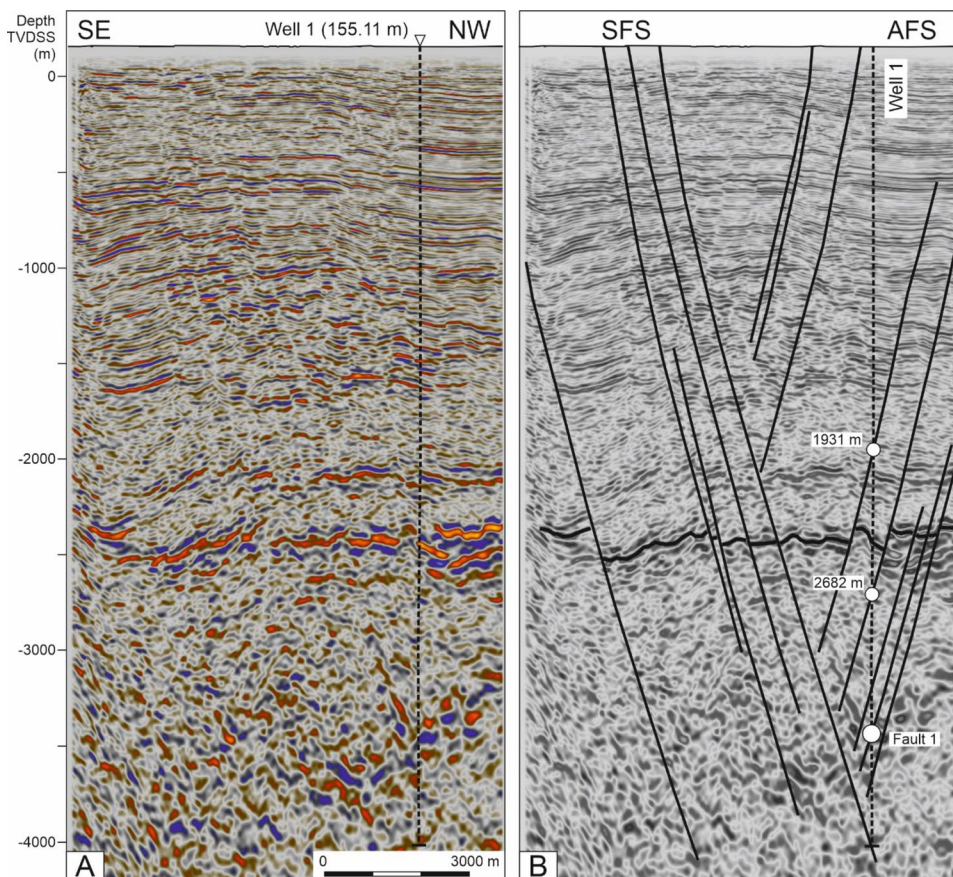 Depth
TVDSS
(m)
SE
Well 1 (155.11 m)
NW
0
-1000
-2000
-3000
-4000
A
0
3000 m
SFS
AFS
Well 1
1931 m
2682 m
Fault 1
B